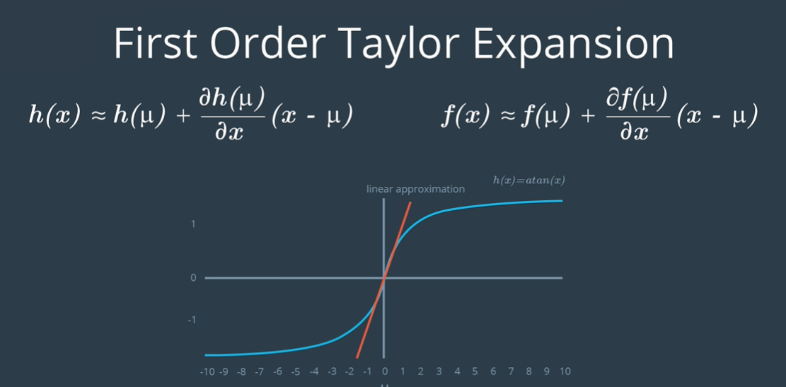 First Order Taylor Expansion
h(x) ≈ h(μ) + ∂h(μ)/∂x (x - μ)
f(x) ≈ f(μ) + ∂f(μ)/∂x (x - μ)
h(x)=atan(x)
linear approximation
1
0
-1
-10 -9 -8 -7 -6 -5 -4 -3 -2 -1 0 1 2 3 4 5 6 7 8 9 10